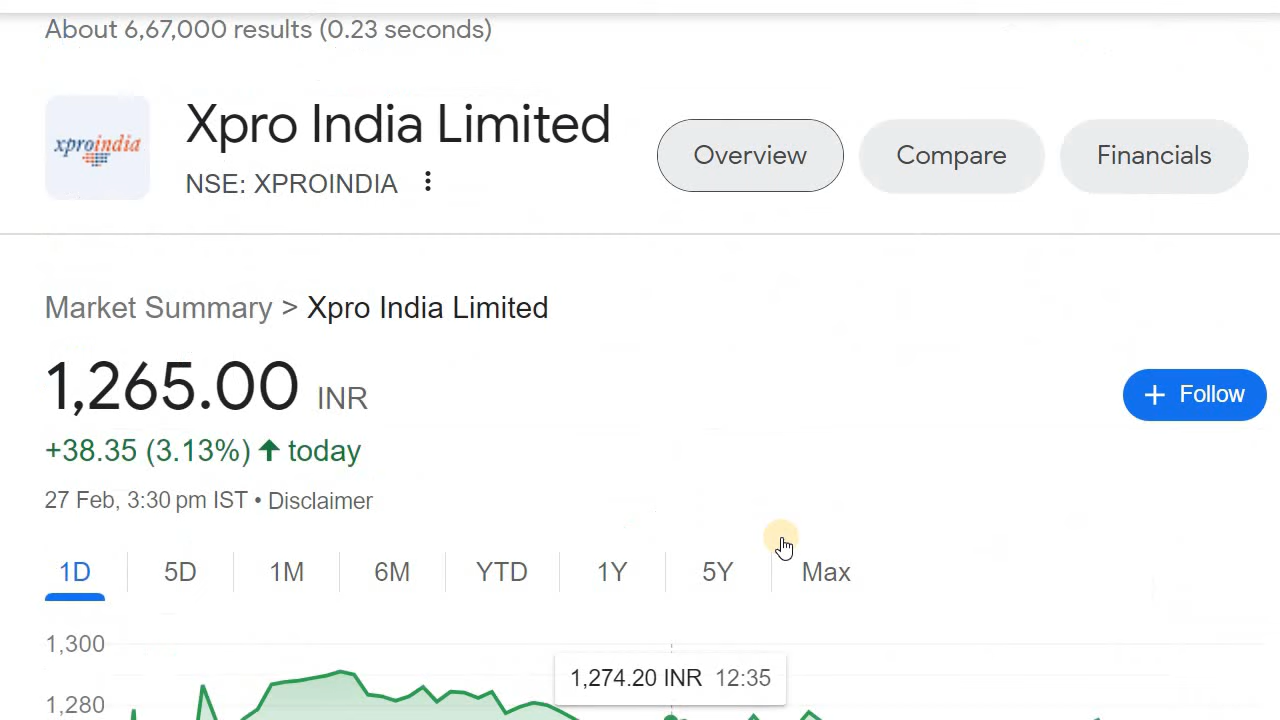 About 6,67,000 results (0.23 seconds)
xproindia
Xpro India Limited
NSE: XPROINDIA
Overview
Compare
Financials
Market Summary > Xpro India Limited
1,265.00 INR
+ Follow
+38.35 (3.13%) ↑ today
27 Feb, 3:30 pm IST • Disclaimer
1D 5D 1M 6M YTD 1Y 5Y Max
1,300
1,274.20 INR 12:35
1,280